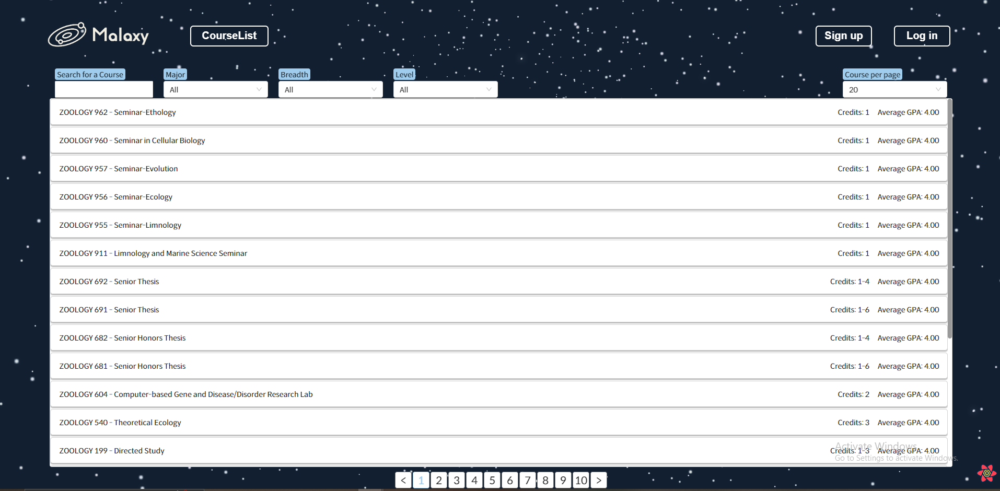 Malaxy
CourseList
Sign up
Log in
Search for a Course
Major
Breadth
Level
Course per page
All
All
All
20
ZOOLOGY 962 - Seminar-Ethology Credits: 1 Average GPA: 4.00
ZOOLOGY 960 - Seminar in Cellular Biology Credits: 1 Average GPA: 4.00
ZOOLOGY 957 - Seminar-Evolution Credits: 1 Average GPA: 4.00
ZOOLOGY 956 - Seminar-Ecology Credits: 1 Average GPA: 4.00
ZOOLOGY 955 - Seminar-Limnology Credits: 1 Average GPA: 4.00
ZOOLOGY 911 - Limnology and Marine Science Seminar Credits: 1 Average GPA: 4.00
ZOOLOGY 692 - Senior Thesis Credits: 1-4 Average GPA: 4.00
ZOOLOGY 691 - Senior Thesis Credits: 1-6 Average GPA: 4.00
ZOOLOGY 682 - Senior Honors Thesis Credits: 1-4 Average GPA: 4.00
ZOOLOGY 681 - Senior Honors Thesis Credits: 1-6 Average GPA: 4.00
ZOOLOGY 604 - Computer-based Gene and Disease/Disorder Research Lab Credits: 2 Average GPA: 4.00
ZOOLOGY 540 - Theoretical Ecology Credits: 3 Average GPA: 4.00
ZOOLOGY 199 - Directed Study Credits: 1-3 Average GPA: 4.00
Activate Windows
Go to Settings to activate Windows.
< 1 2 3 4 5 6 7 8 9 10 >